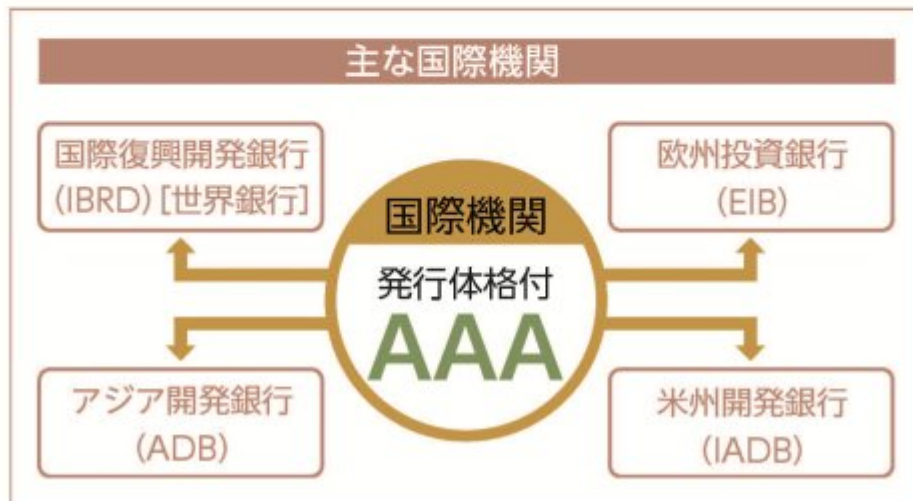 主な国際機関
国際復興開発銀行
(IBRD)[世界銀行]
欧州投資銀行
(EIB)
国際機関
発行体格付
AAA
アジア開発銀行
(ADB)
米州開発銀行
(IADB)